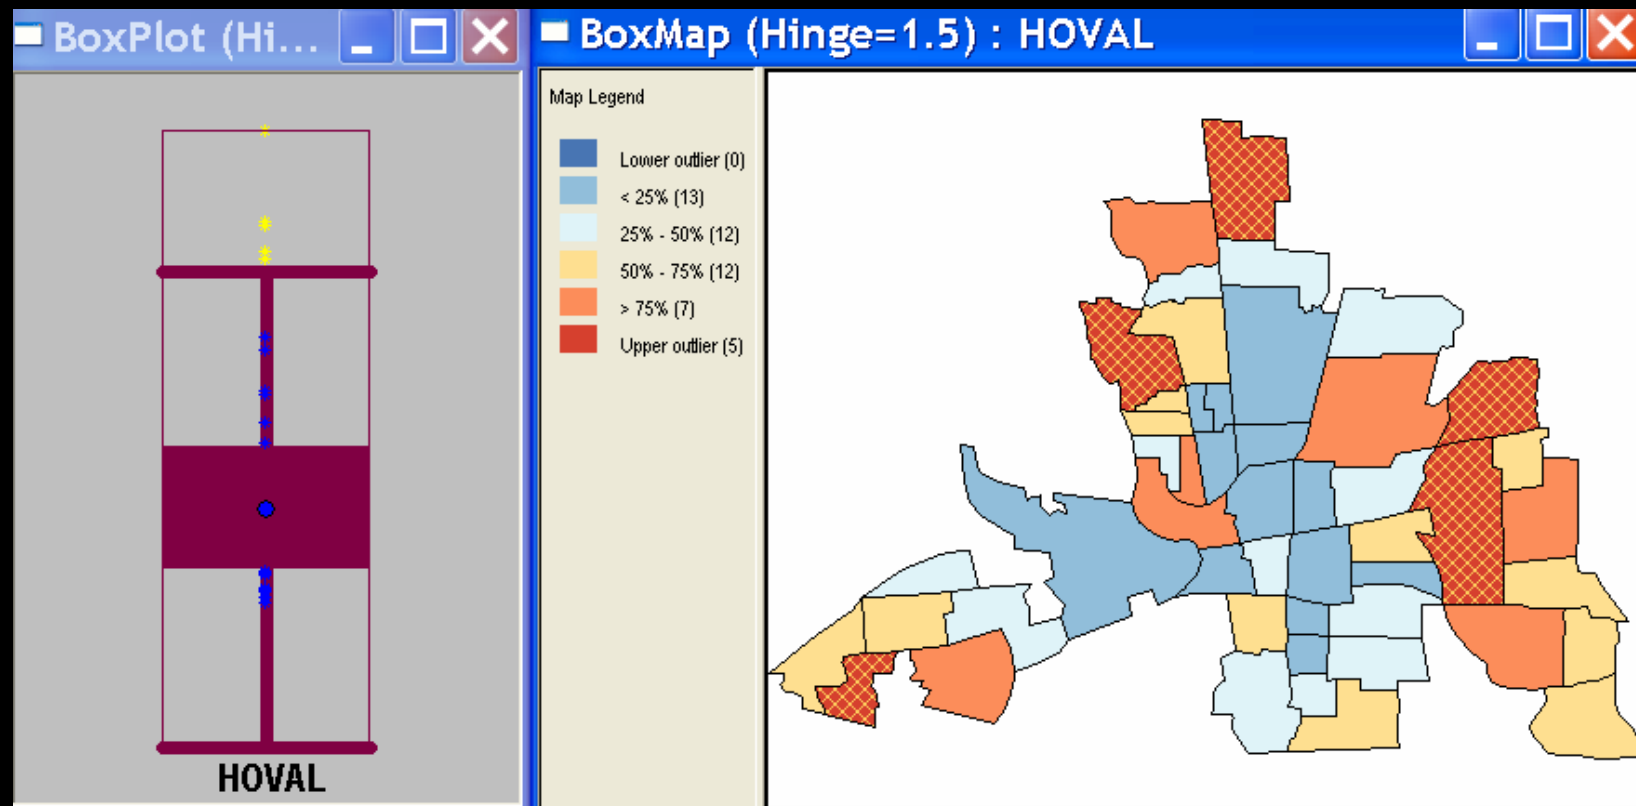 BoxPlot (Hi...
HOVAL
BoxMap (Hinge=1.5) : HOVAL
Map Legend
Lower outlier (0)
< 25% (13)
25% - 50% (12)
50% - 75% (12)
> 75% (7)
Upper outlier (5)